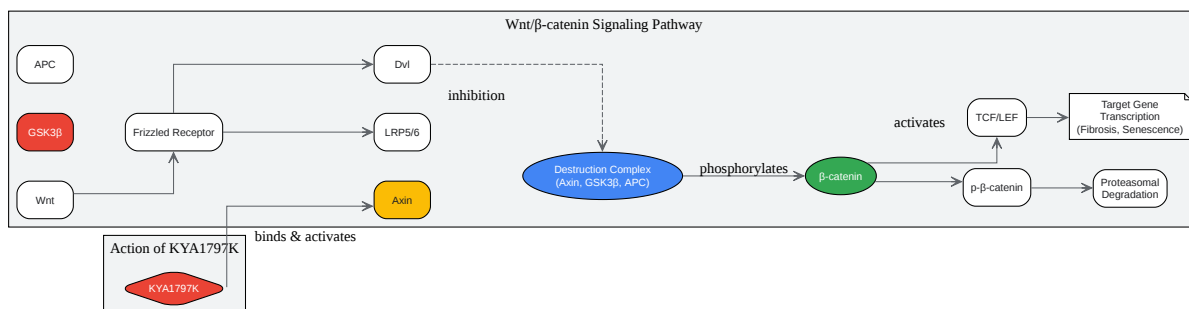 Wnt/β-catenin Signaling Pathway
APC
Dvl
inhibition
GSK3β
Frizzled Receptor
LRP5/6
activates
TCF/LEF
Target Gene
Transcription
(Fibrosis, Senescence)
Destruction Complex
(Axin, GSK3β, APC)
phosphorylates
β-catenin
p-β-catenin
Proteasomal
Degradation
Wnt
Axin
binds & activates
Action of KYA1797K
KYA1797K